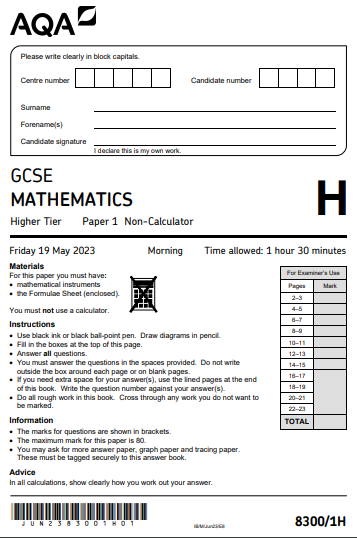 AQA
Please write clearly in block capitals.
Centre number
Candidate number
Surname
Forename(s)
Candidate signature
I declare this is my own work.
GCSE
MATHEMATICS
H
Higher Tier Paper 1 Non-Calculator
Friday 19 May 2023 Morning Time allowed: 1 hour 30 minutes
Materials
For this paper you must have:
• mathematical instruments
• the Formulae Sheet (enclosed).
You must not use a calculator.
Instructions
• Use black ink or black ball-point pen. Draw diagrams in pencil.
• Fill in the boxes at the top of this page.
• Answer all questions.
• You must answer the questions in the spaces provided. Do not write
outside the box around each page or on blank pages.
• If you need extra space for your answer(s), use the lined pages at the end
of this book. Write the question number against your answer(s).
• Do all rough work in this book. Cross through any work you do not want to
be marked.
Information
• The marks for questions are shown in brackets.
• The maximum mark for this paper is 80.
• You may ask for more answer paper, graph paper and tracing paper.
These must be tagged securely to this answer book.
Advice
In all calculations, show clearly how you work out your answer.
For Examiner's Use
Pages Mark
2–3
4–5
6–7
8–9
10–11
12–13
14–15
16–17
18–19
20–21
22–23
TOTAL
JUN2383001H01
IB/M/Jun23/E8
8300/1H